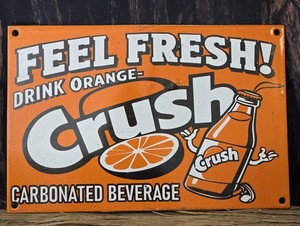 FEEL FRESH!
DRINK ORANGE-
Crush
Crush
CARBONATED BEVERAGE